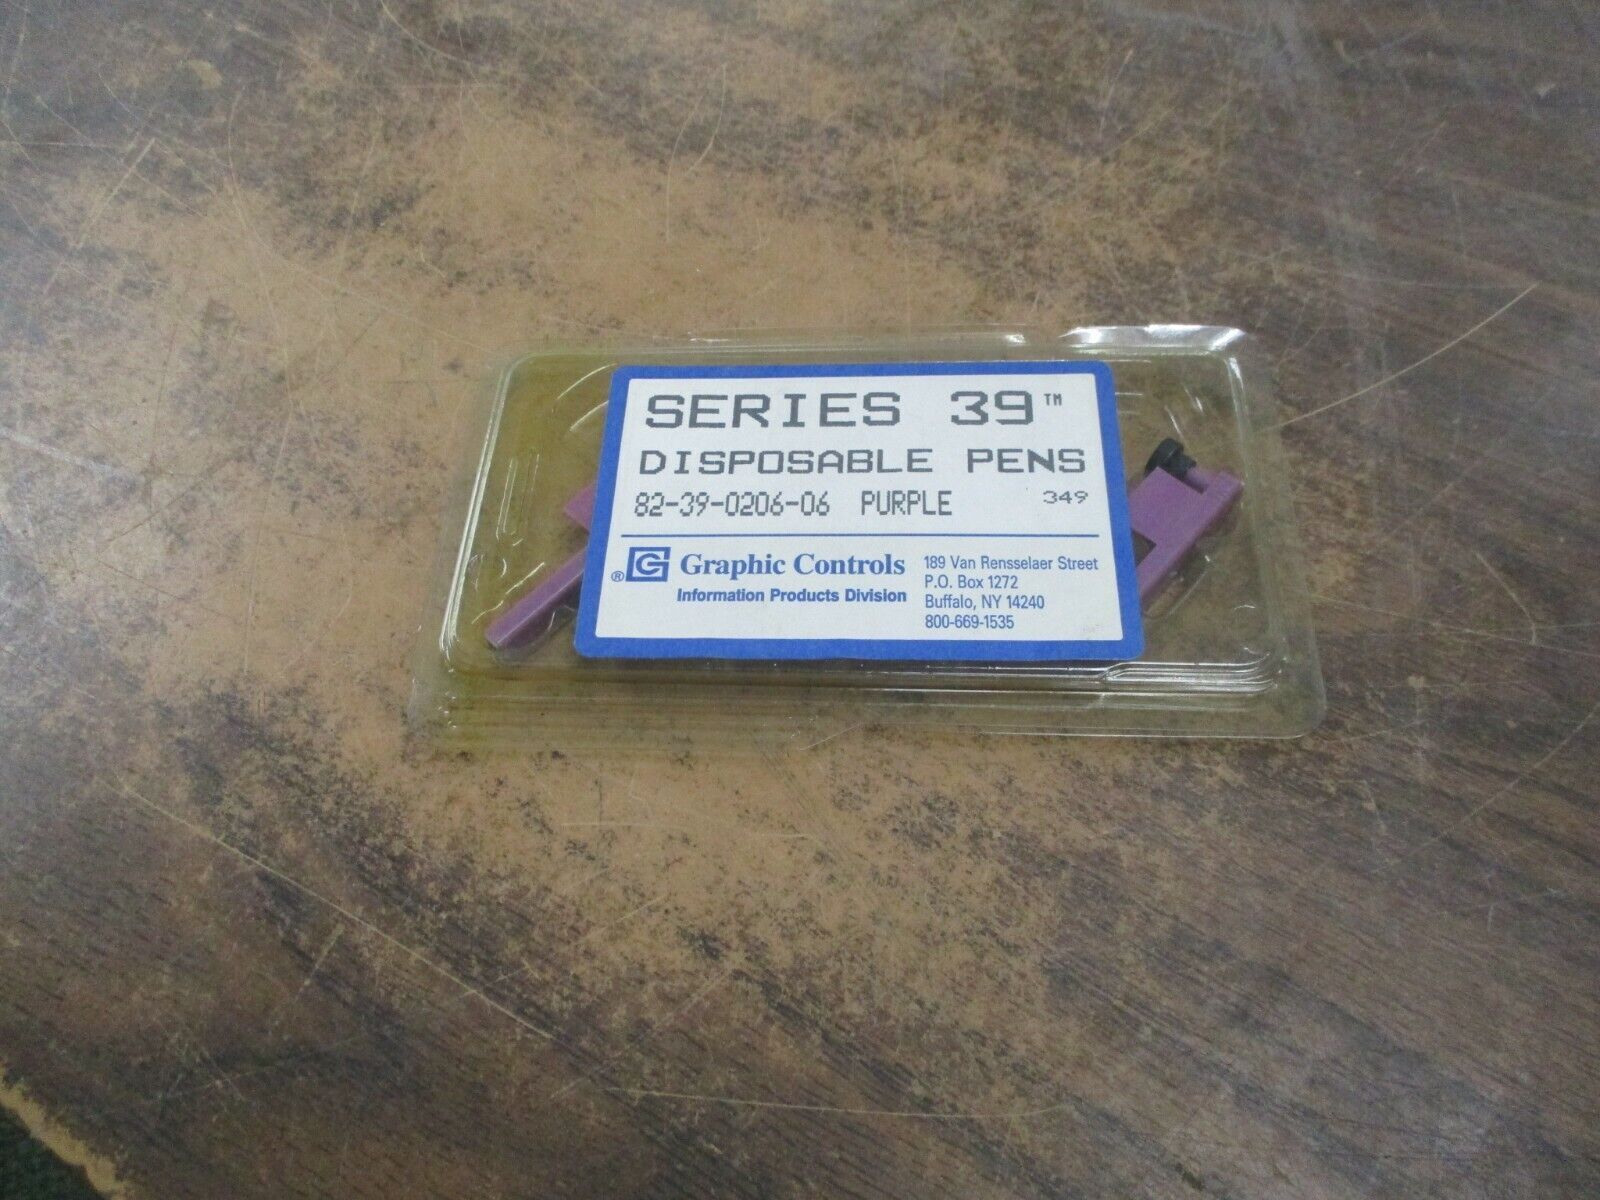 SERIES 39™
DISPOSABLE PENS
82-39-0206-06 PURPLE 349
® G Graphic Controls
Information Products Division
189 Van Rensselaer Street
P.O. Box 1272
Buffalo, NY 14240
800-669-1535